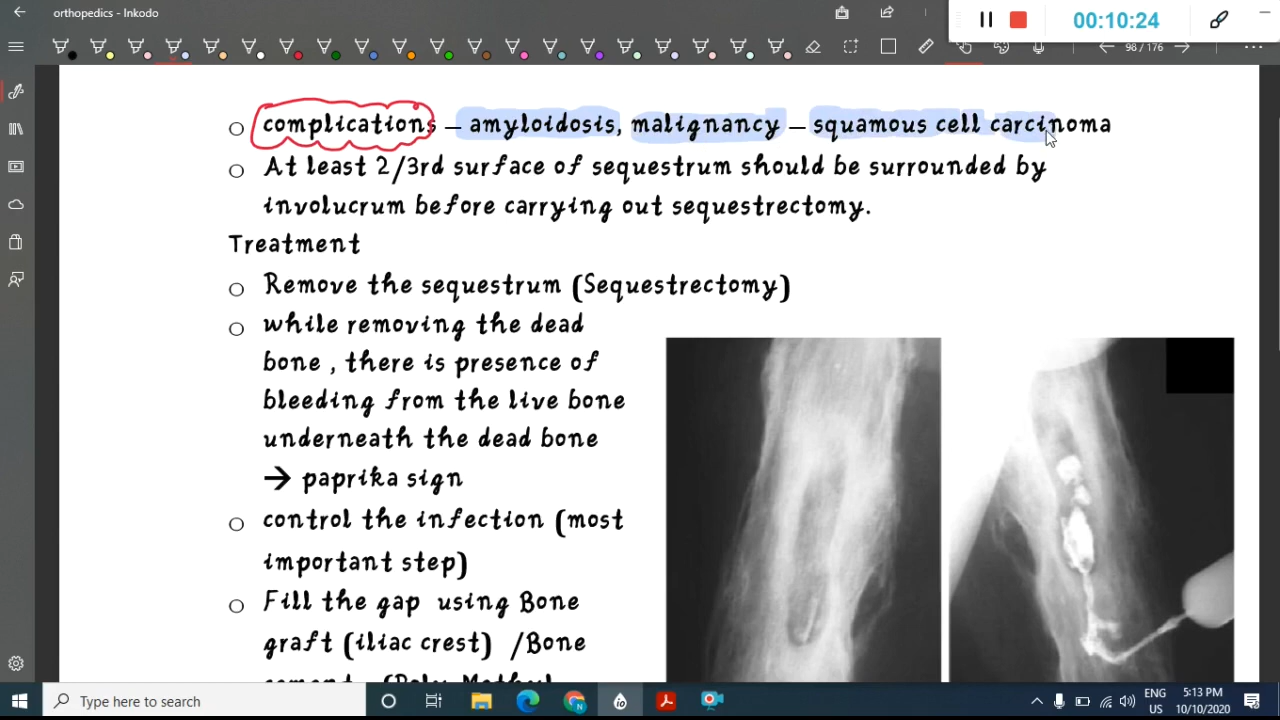 orthopedics - Inkodo
00:10:24
98 / 176
complications – amyloidosis, malignancy – squamous cell carcinoma
At least 2/3rd surface of sequestrum should be surrounded by
involucrum before carrying out sequestrectomy.
Treatment
Remove the sequestrum (Sequestrectomy)
while removing the dead
bone , there is presence of
bleeding from the live bone
underneath the dead bone
→ paprika sign
control the infection (most
important step)
Fill the gap using Bone
graft (iliac crest) /Bone
Type here to search
ENG
US
5:13 PM
10/10/2020